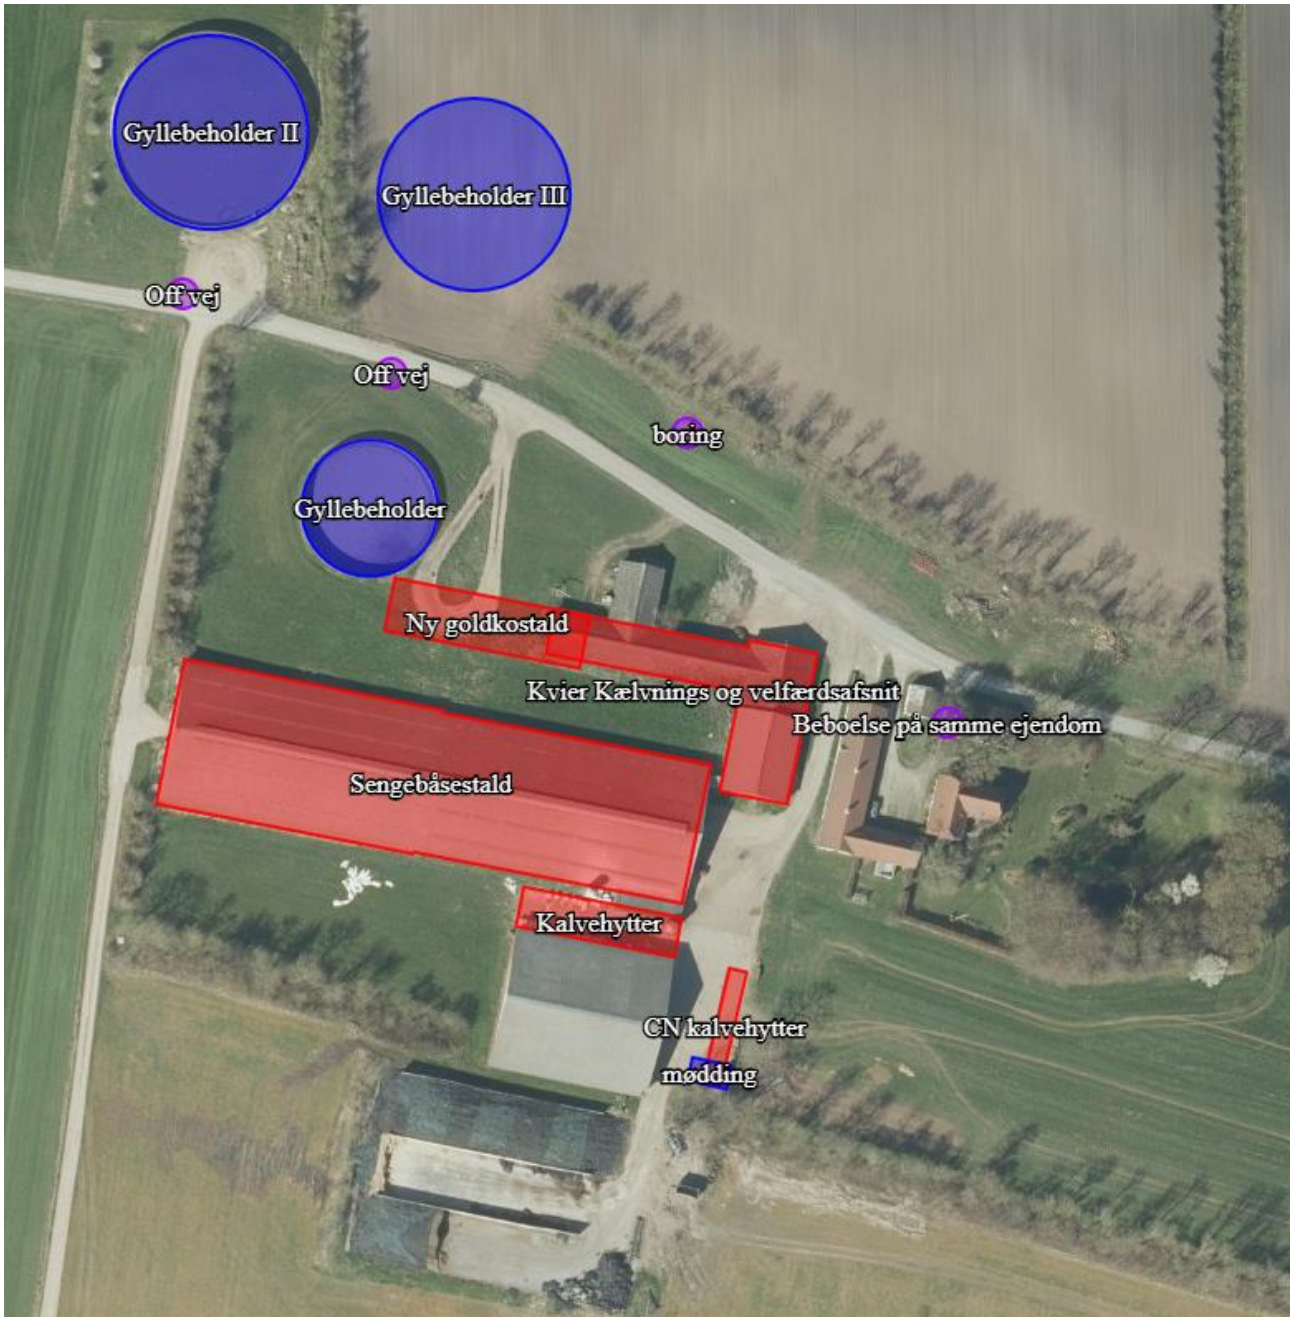 Gyllebeholder II
Gyllebeholder III
Off vej
Off vej
boring
Gyllebeholder
Ny goldkostald
Kvier Kælvnings og velfærdsafsnit
Beboelse på samme ejendom
Sengebåsestald
Kalvehytter
CN kalvehytter
mødding